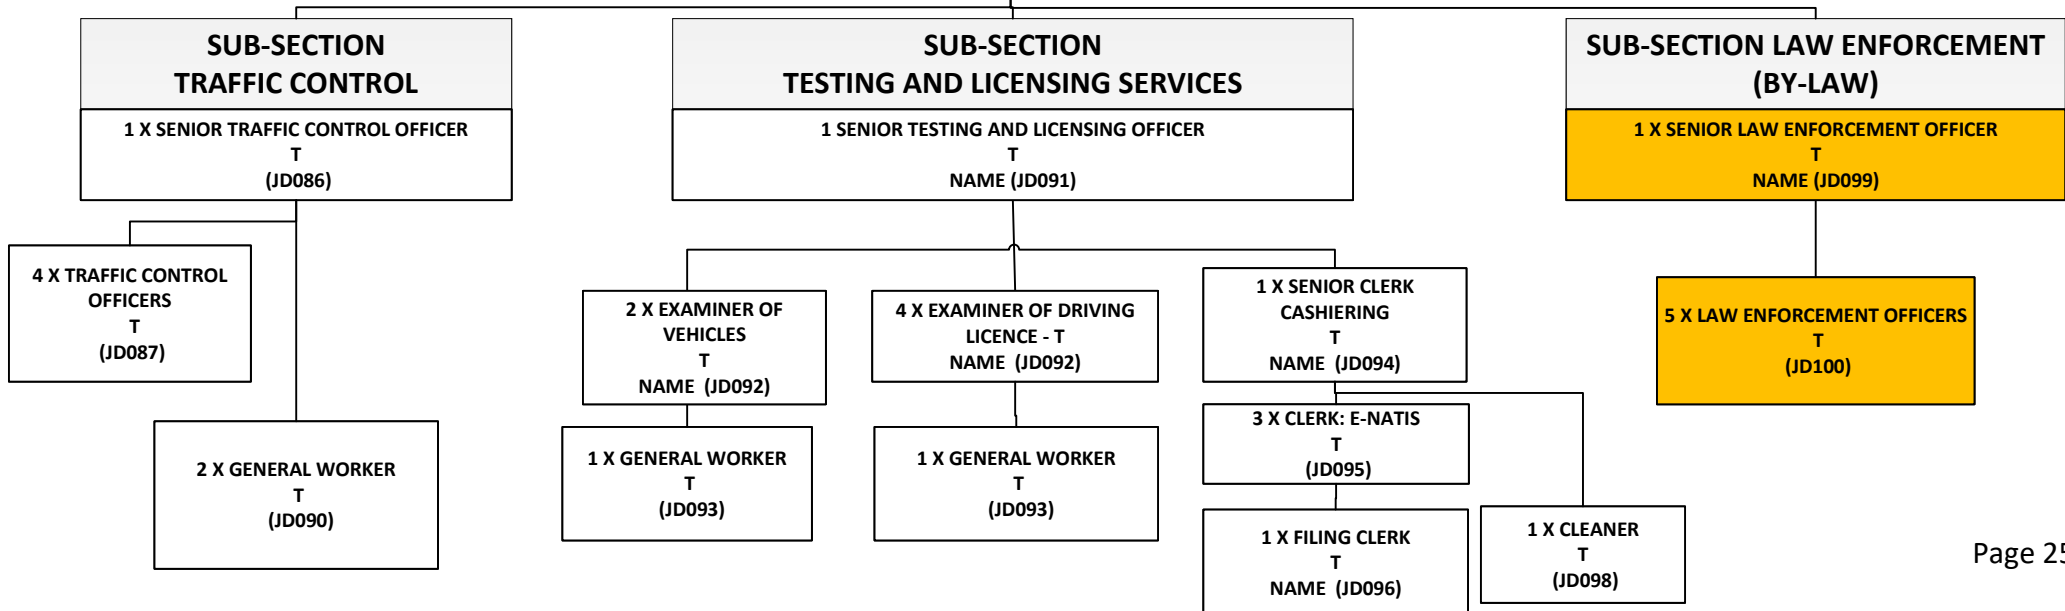 SUB-SECTION
TRAFFIC CONTROL
1 X SENIOR TRAFFIC CONTROL OFFICER
T
(JD086)
4 X TRAFFIC CONTROL
OFFICERS
T
(JD087)
2 X GENERAL WORKER
T
(JD090)
SUB-SECTION
TESTING AND LICENSING SERVICES
1 SENIOR TESTING AND LICENSING OFFICER
T
NAME (JD091)
2 X EXAMINER OF
VEHICLES
T
NAME (JD092)
1 X GENERAL WORKER
T
(JD093)
4 X EXAMINER OF DRIVING
LICENCE - T
NAME (JD092)
1 X GENERAL WORKER
T
(JD093)
1 X SENIOR CLERK
CASHIERING
T
NAME (JD094)
3 X CLERK: E-NATIS
T
(JD095)
1 X FILING CLERK
T
NAME (JD096)
1 X CLEANER
T
(JD098)
SUB-SECTION LAW ENFORCEMENT
(BY-LAW)
1 X SENIOR LAW ENFORCEMENT OFFICER
T
NAME (JD099)
5 X LAW ENFORCEMENT OFFICERS
T
(JD100)
Page 25